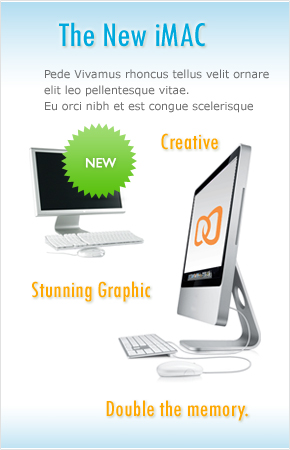 The New iMAC
Pede Vivamus rhoncus tellus velit ornare
elit leo pellentesque vitae.
Eu orci nibh et est congue scelerisque
Creative
NEW
Stunning Graphic
Double the memory.